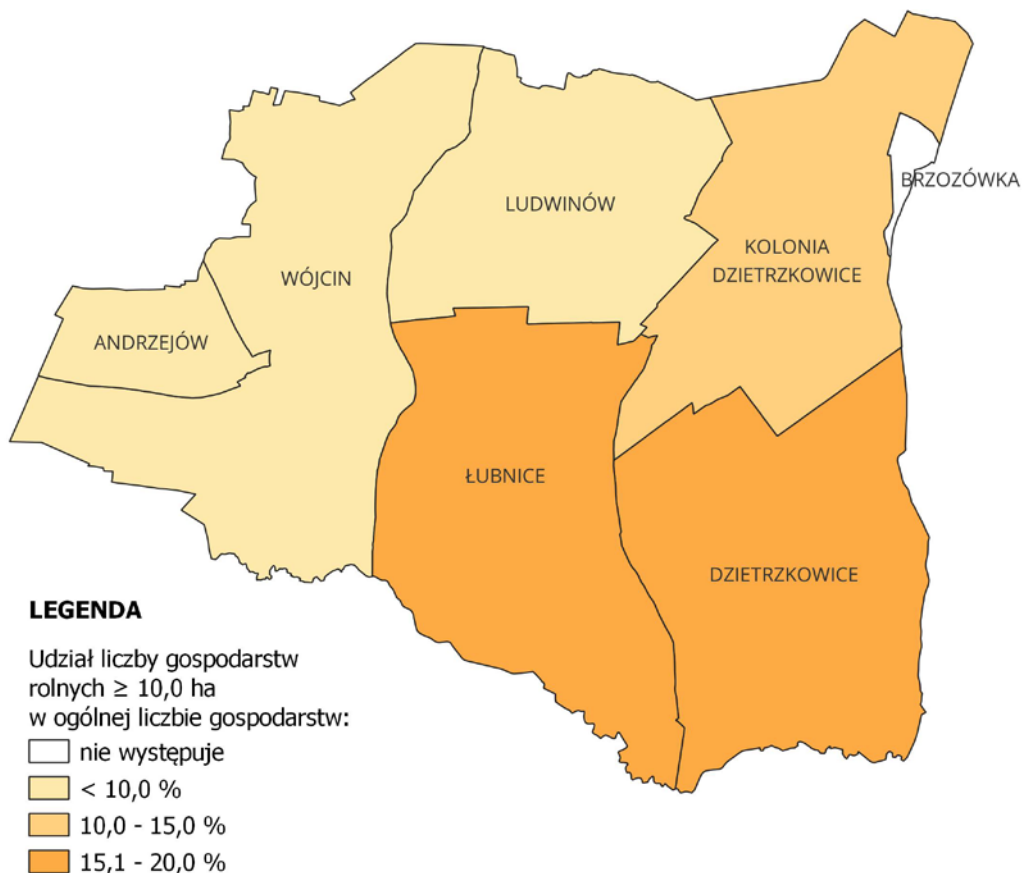 BRZOZÓWKA
LUDWINÓW
KOLONIA
DZIETRZKOWICE
WÓJCIN
ANDRZEJÓW
ŁUBNICE
DZIETRZKOWICE
LEGENDA
Udział liczby gospodarstw
rolnych ≥ 10,0 ha
w ogólnej liczbie gospodarstw:
nie występuje
< 10,0 %
10,0 - 15,0 %
15,1 - 20,0 %